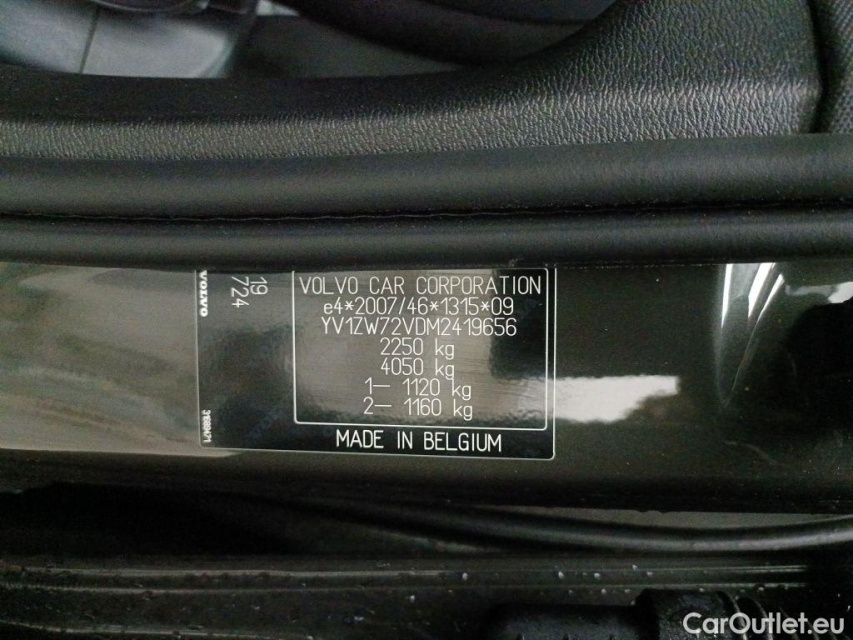 VOLVO
19
724
VOLVO CAR CORPORATION
e4*2007/46*1315*09
YV1ZW72VDM2419656
2250 kg
4050 kg
1- 1120 kg
2- 1160 kg
MADE IN BELGIUM
CarOutlet.eu